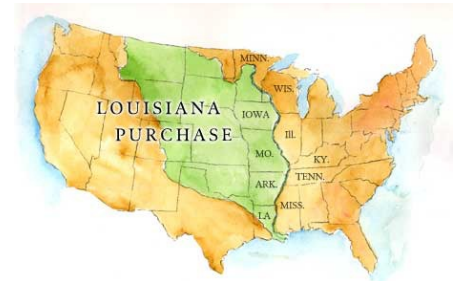 MINN.
WIS.
LOUISIANA
PURCHASE
IOWA
Ill.
MO.
KY.
TENN.
ARK.
MISS.
LA